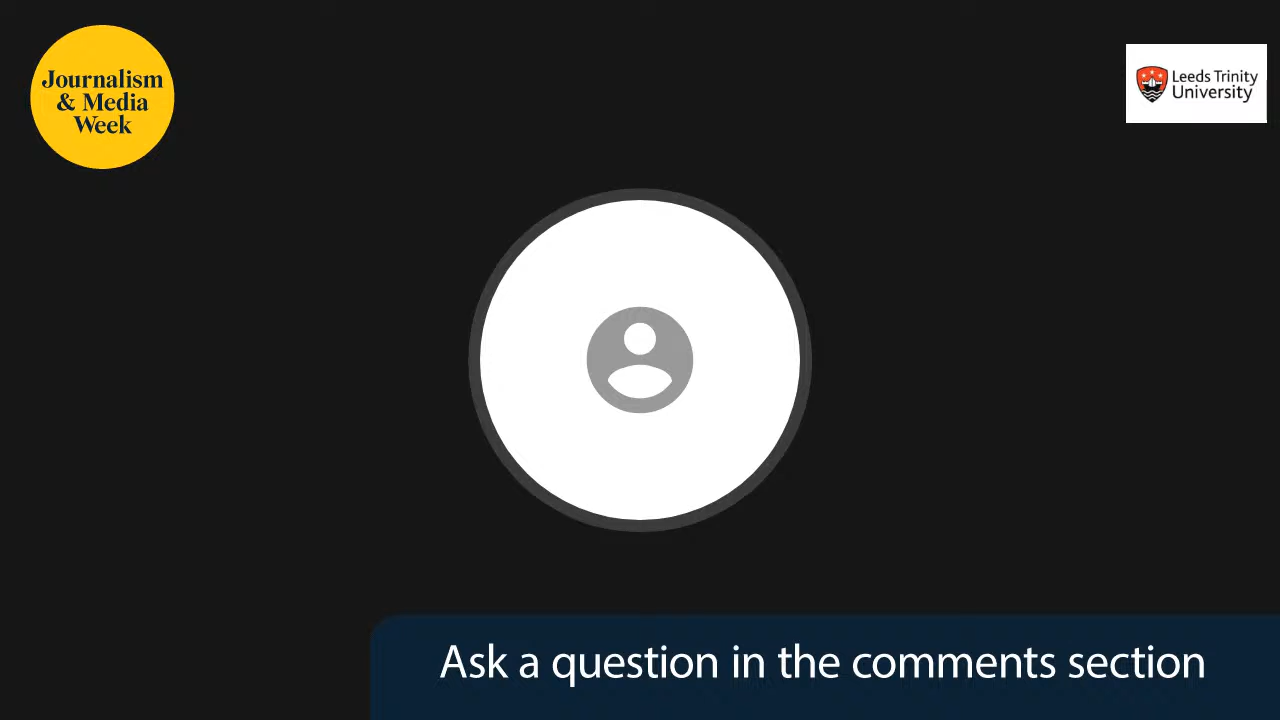 Journalism
& Media
Week
Leeds Trinity
University
Ask a question in the comments section